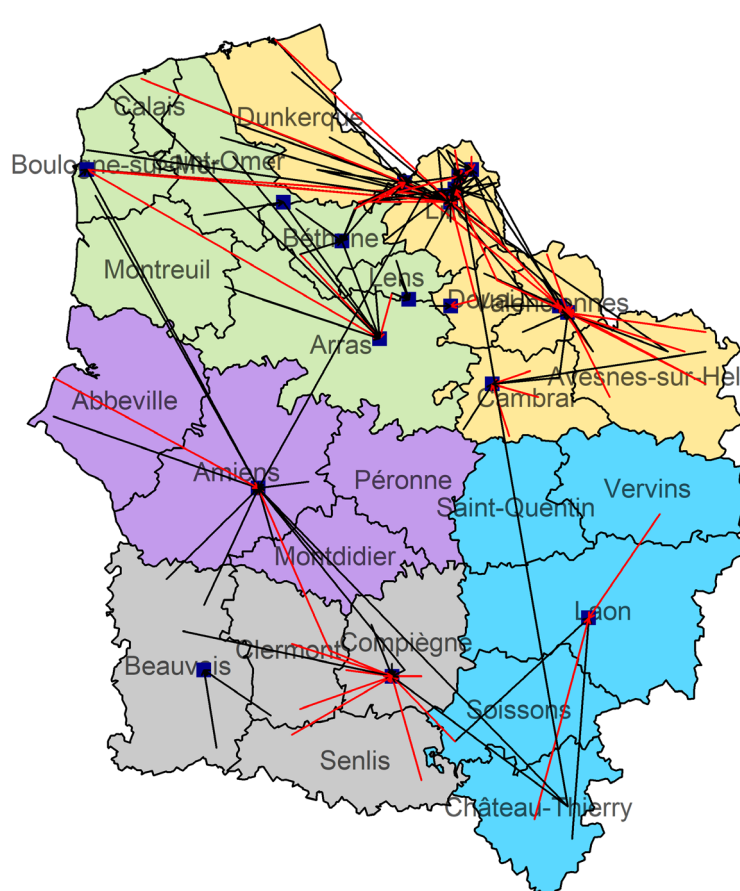 Calais
Dunkerque
Boulogne-sur-Mer
Saint-Omer
Lille
Béthune
Montreuil
Lens
Douai
Valenciennes
Arras
Avesnes-sur-Hel
Cambrai
Abbeville
Amiens
Péronne
Vervins
Saint-Quentin
Montdidier
Laon
Clermont
Compiègne
Beauvais
Soissons
Senlis
Château-Thierry